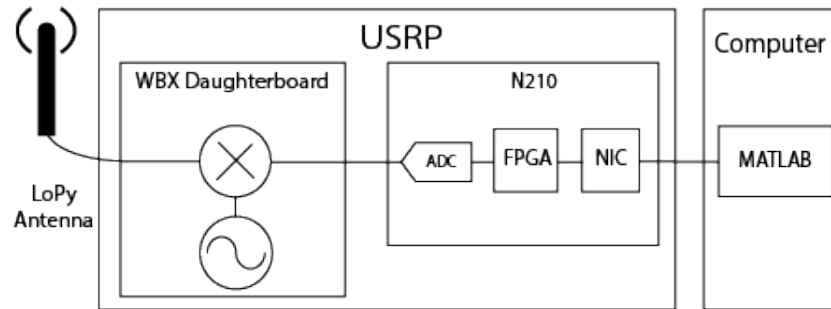 USRP
Computer
WBX Daughterboard
N210
ADC
FPGA
NIC
MATLAB
LoPy
Antenna